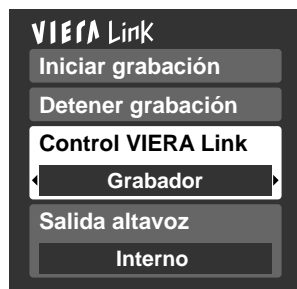 VIERA Link
Iniciar grabación
Detener grabación
Control VIERA Link
Grabador
Salida altavoz
Interno